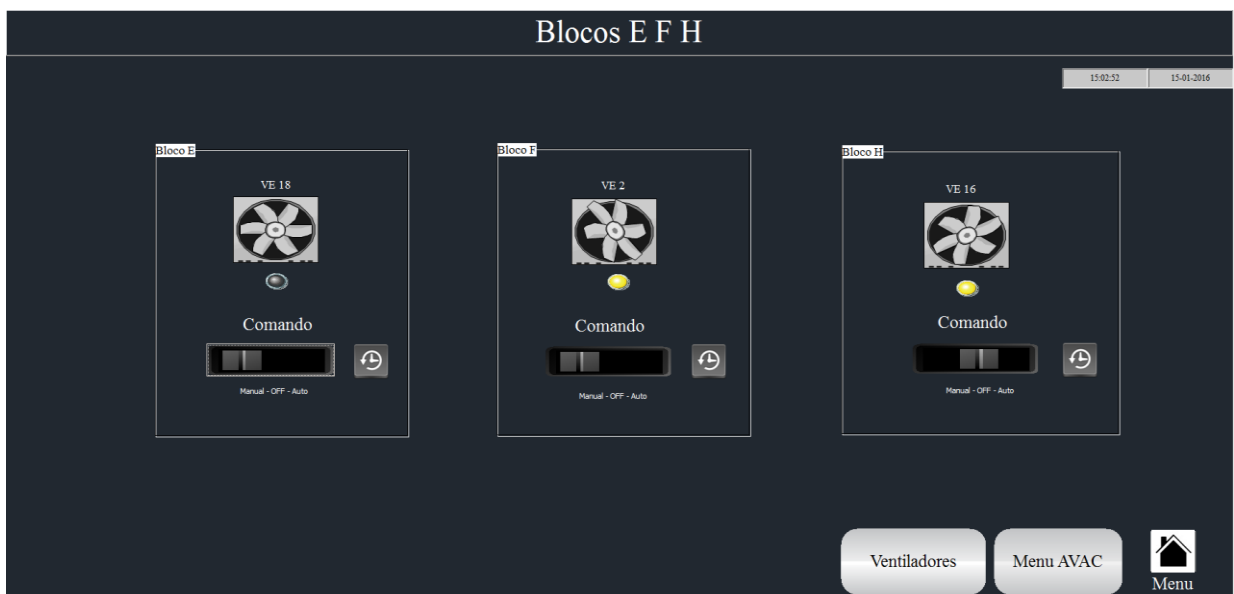 Blocos E F H
15:02:52 15-01-2016
Bloco E
VE 18
Comando
Manual - OFF - Auto
Bloco F
VE 2
Comando
Manual - OFF - Auto
Bloco H
VE 16
Comando
Manual - OFF - Auto
Ventiladores
Menu AVAC
Menu